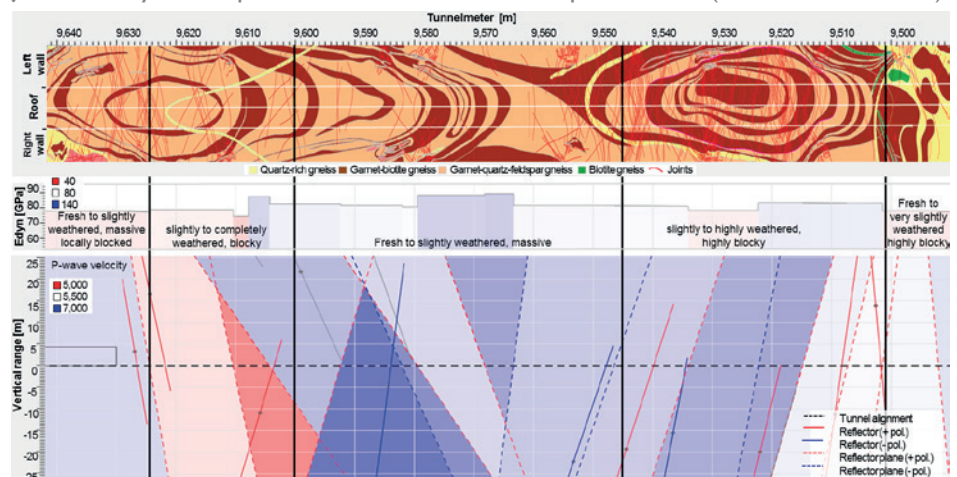 Tunnelmeter [m]
9,640 9,630 9,620 9,610 9,600 9,590 9,580 9,570 9,560 9,550 9,540 9,530 9,520 9,510 9,500
Left wall
Roof
Right wall
Quartz-rich gneiss Garnet-biotite gneiss Garnet-quartz-feldspar gneiss Biotite gneiss Joints
Edyn [GPa]
90
80
70
60
40
80
140
Fresh to slightly
weathered, massive
locally blocked
slightly to completely
weathered, blocky
Fresh to slightly weathered, massive
slightly to highly weathered,
highly blocky
Fresh to
very slightly
weathered
highly blocky
P-wave velocity
5,000
5,500
7,000
Vertical range [m]
25
20
15
10
5
0
-5
-10
-15
-20
-25
Tunnel alignment
Reflector (+ pol.)
Reflector (- pol.)
Reflectorplane (+ pol.)
Reflectorplane (- pol.)